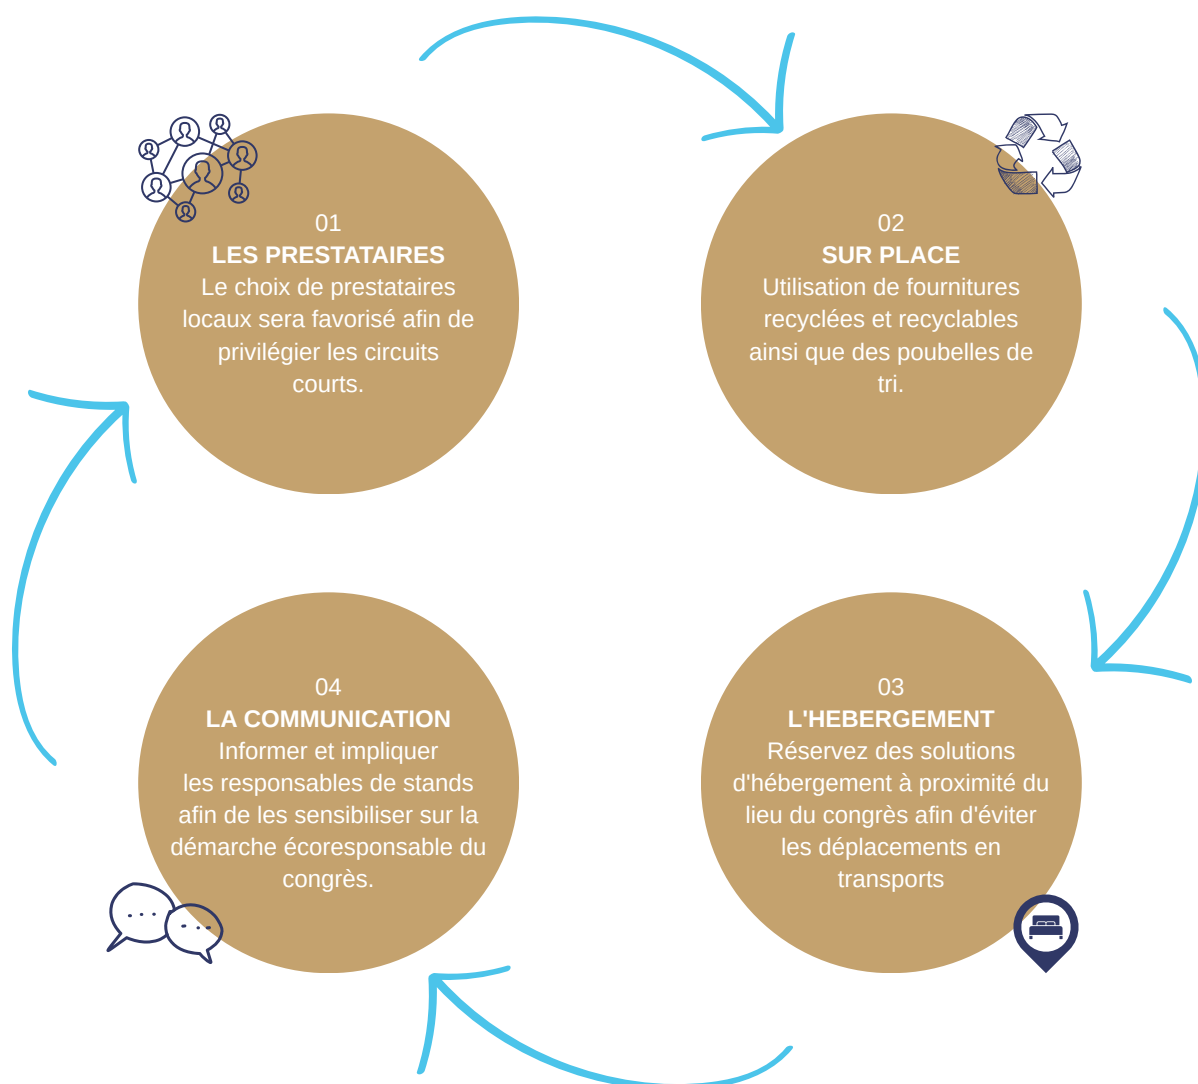 01
LES PRESTATAIRES
Le choix de prestataires
locaux sera favorisé afin de
privilégier les circuits
courts.
02
SUR PLACE
Utilisation de fournitures
recyclées et recyclables
ainsi que des poubelles de
tri.
03
L'HEBERGEMENT
Réservez des solutions
d'hébergement à proximité du
lieu du congrès afin d'éviter
les déplacements en
transports
04
LA COMMUNICATION
Informer et impliquer
les responsables de stands
afin de les sensibiliser sur la
démarche écoresponsable du
congrès.